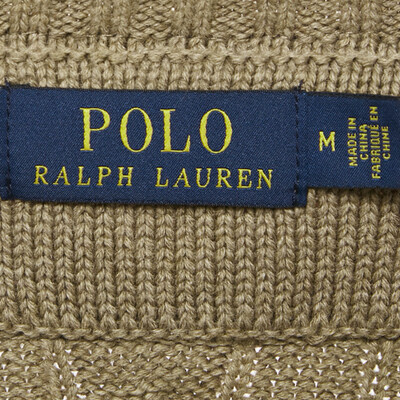 POLO
RALPH LAUREN
M
MADE IN
CHINA
FABRIQUÉ EN
CHINE